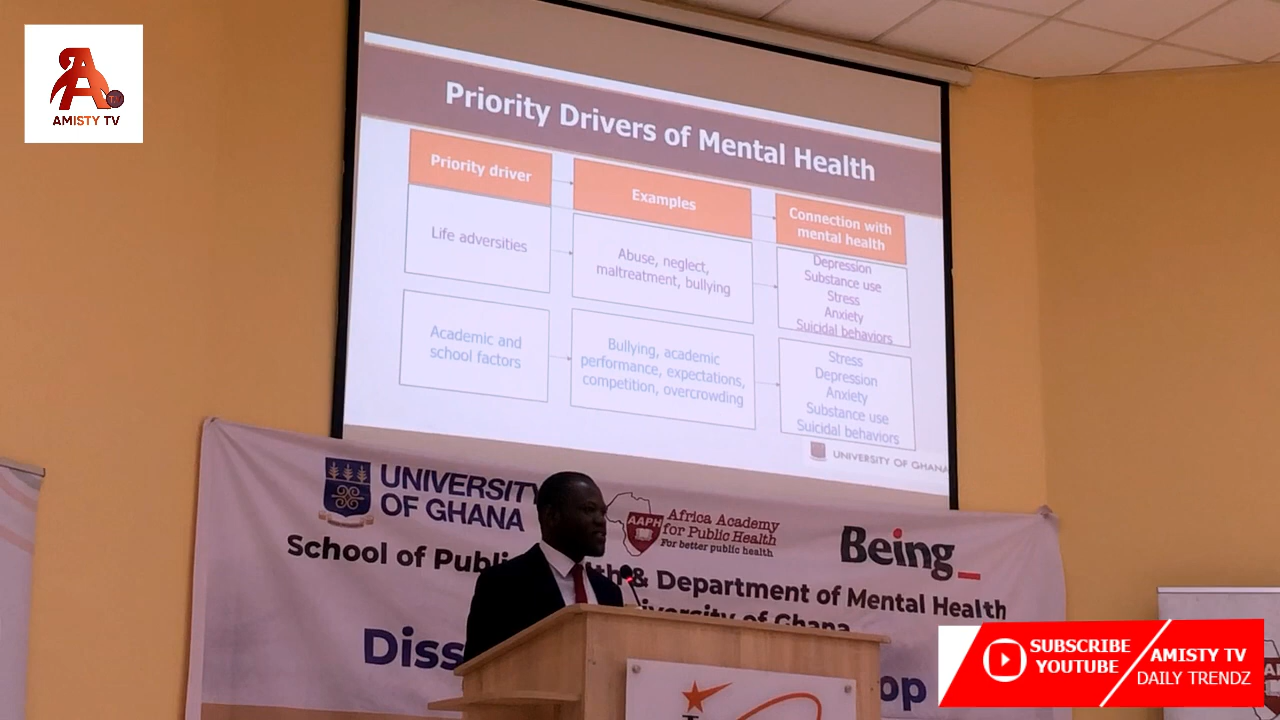 AMISTY TV
Priority Drivers of Mental Health
Priority driver
Examples
Connection with
mental health
Life adversities
Abuse, neglect,
maltreatment, bullying
Depression
Substance use
Stress
Anxiety
Suicidal behaviors
Academic and
school factors
Bullying, academic
performance, expectations,
competition, overcrowding
Stress
Depression
Anxiety
Substance use
Suicidal behaviors
UNIVERSITY OF GHANA
UNIVERSITY
OF GHANA
AAPH
Africa Academy
for Public Health
For better public health
Being_
School of & Department of Mental Health
of Ghana
SUBSCRIBE
YOUTUBE
AMISTY TV
DAILY TRENDZ